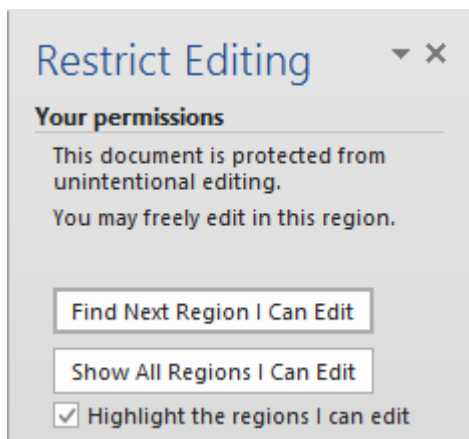 Restrict Editing
Your permissions
This document is protected from
unintentional editing.
You may freely edit in this region.
Find Next Region I Can Edit
Show All Regions I Can Edit
Highlight the regions I can edit